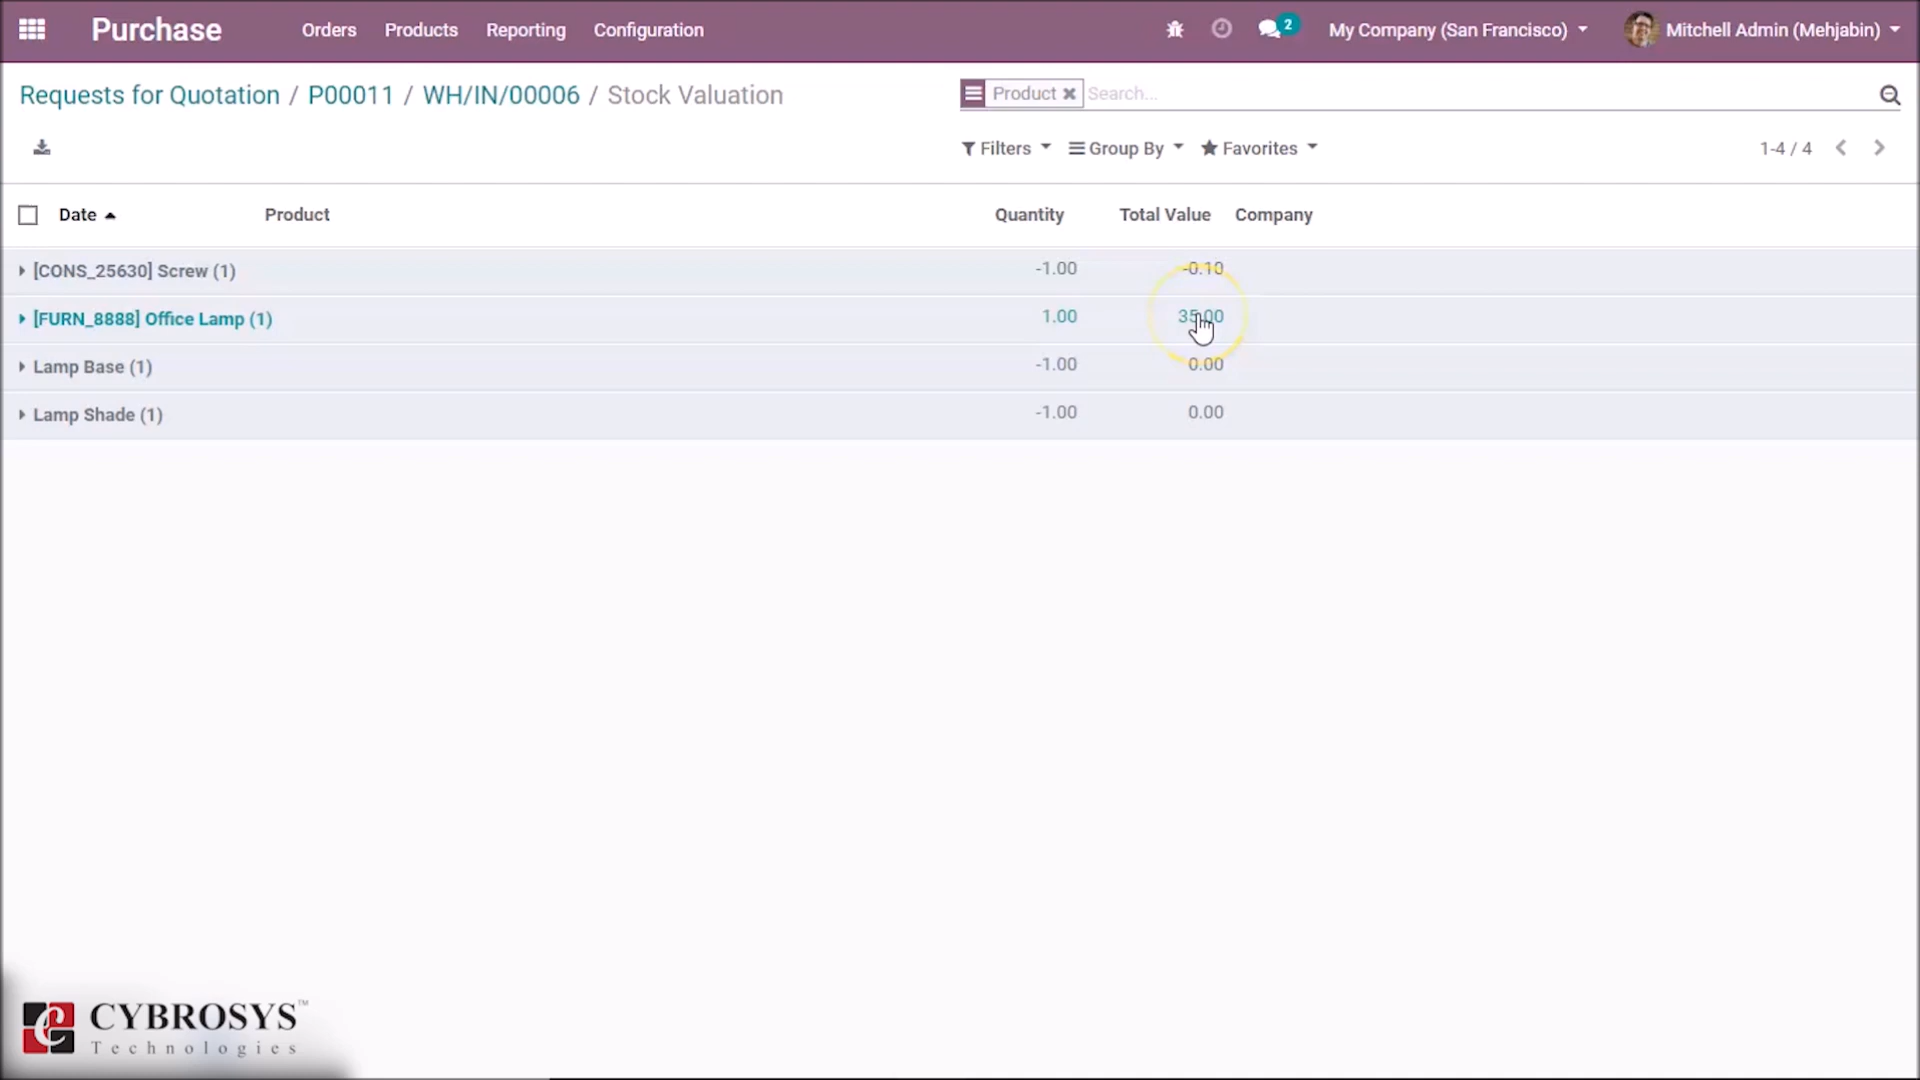 Purchase Orders Products Reporting Configuration 2 My Company (San Francisco) Mitchell Admin (Mehjabin)
Requests for Quotation / P00011 / WH/IN/00006 / Stock Valuation Product Search...
Filters Group By Favorites 1-4 / 4
Date Product Quantity Total Value Company
[CONS_25630] Screw (1) -1.00 -0.10
[FURN_8888] Office Lamp (1) 1.00 35.00
Lamp Base (1) -1.00 0.00
Lamp Shade (1) -1.00 0.00
CYBROSYS™
Technologies